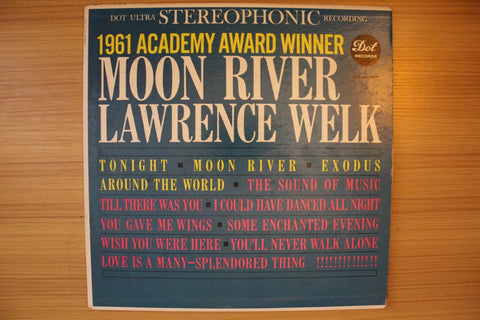 DOT ULTRA STEREOPHONIC RECORDING
1961 ACADEMY AWARD WINNER
Dot
RECORDS
MOON RIVER
LAWRENCE WELK
TONIGHT ▪ MOON RIVER ▪ EXODUS
AROUND THE WORLD ▪ THE SOUND OF MUSIC
TILL THERE WAS YOU ▪ I COULD HAVE DANCED ALL NIGHT
YOU GAVE ME WINGS ▪ SOME ENCHANTED EVENING
WISH YOU WERE HERE ▪ YOU'LL NEVER WALK ALONE
LOVE IS A MANY—SPLENDORED THING !!!!!!!!!!!!!